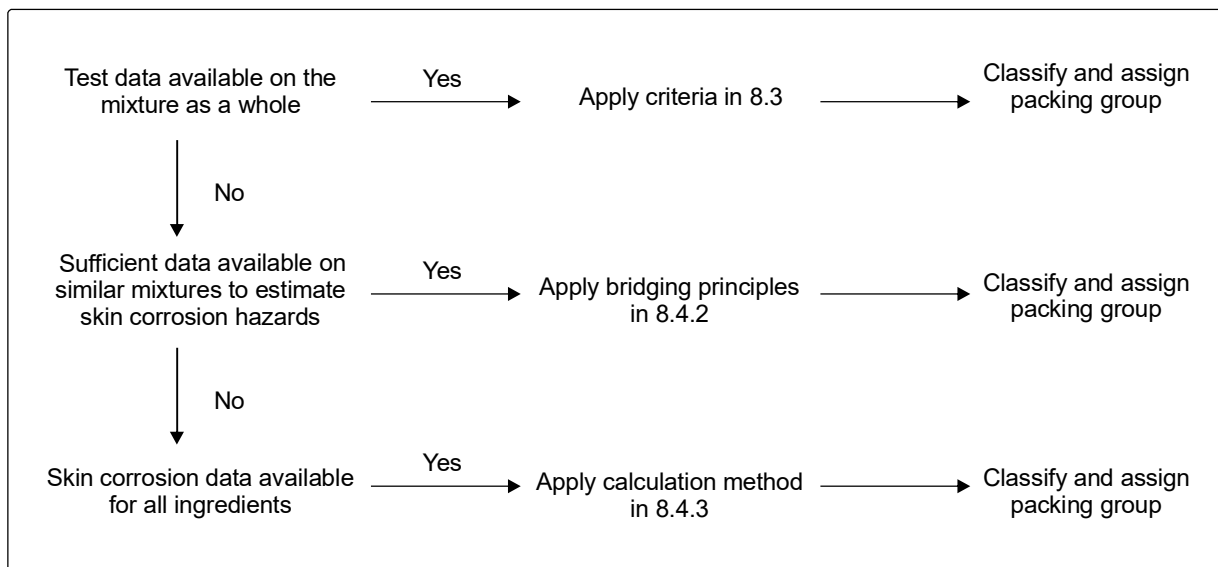 Test data available on the
mixture as a whole
Yes
Apply criteria in 8.3
Classify and assign
packing group
No
Sufficient data available on
similar mixtures to estimate
skin corrosion hazards
Yes
Apply bridging principles
in 8.4.2
Classify and assign
packing group
No
Skin corrosion data available
for all ingredients
Yes
Apply calculation method
in 8.4.3
Classify and assign
packing group